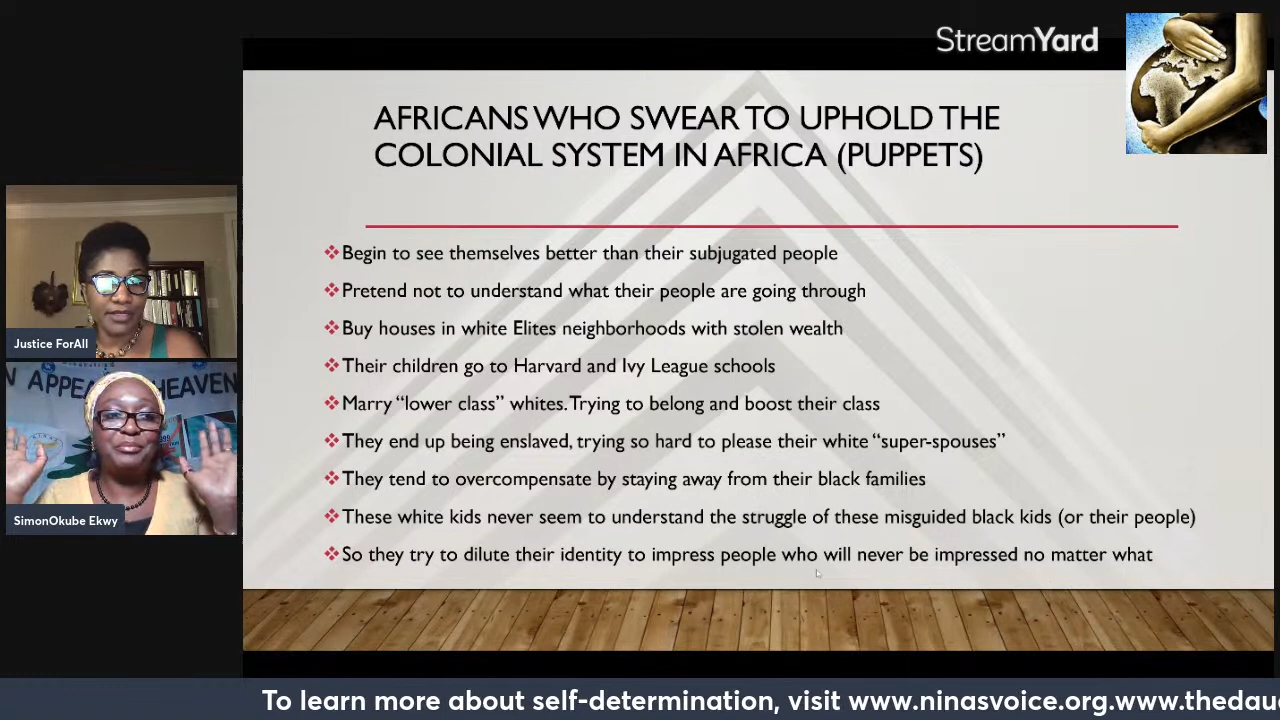 StreamYard
AFRICANS WHO SWEAR TO UPHOLD THE
COLONIAL SYSTEM IN AFRICA (PUPPETS)
Begin to see themselves better than their subjugated people
Pretend not to understand what their people are going through
Buy houses in white Elites neighborhoods with stolen wealth
Their children go to Harvard and Ivy League schools
Marry “lower class” whites. Trying to belong and boost their class
They end up being enslaved, trying so hard to please their white “super-spouses”
They tend to overcompensate by staying away from their black families
These white kids never seem to understand the struggle of these misguided black kids (or their people)
So they try to dilute their identity to impress people who will never be impressed no matter what
Justice ForAll
N APPEA HEAVEN
SimonOkube Ekwy
To learn more about self-determination, visit www.ninasvoice.org.www.thedau